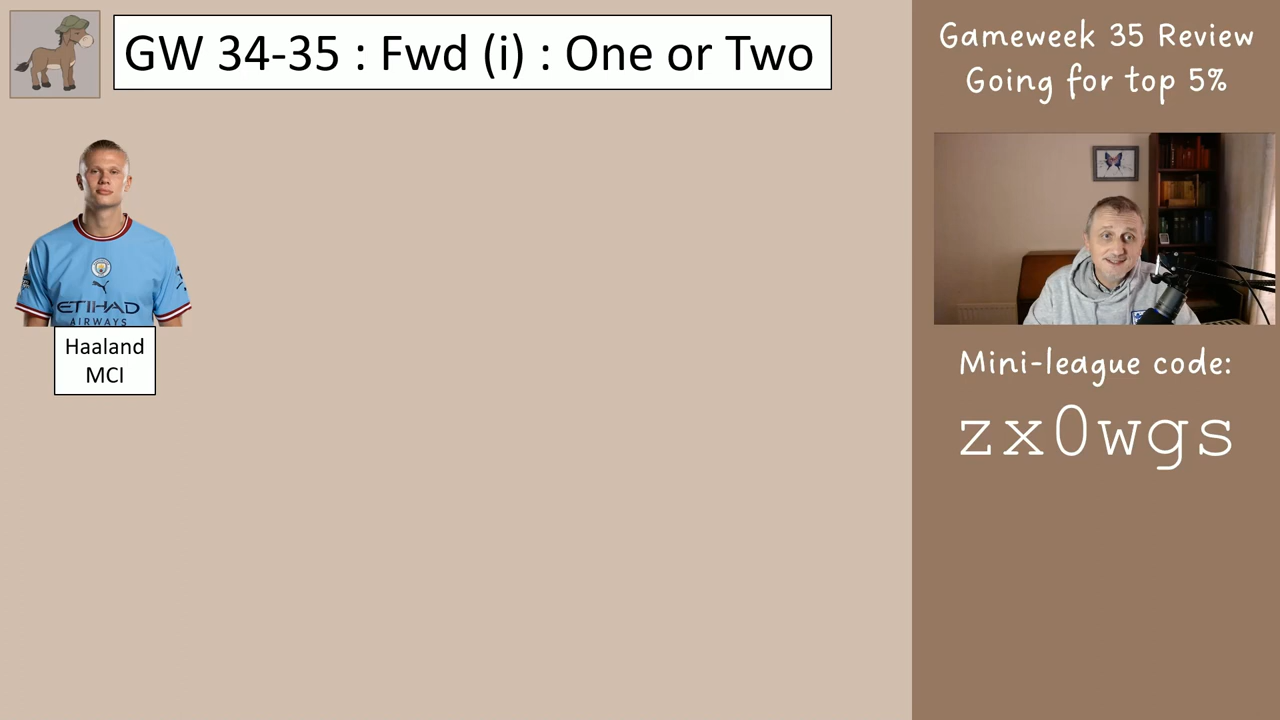 GW 34-35 : Fwd (i) : One or Two
Gameweek 35 Review
Going for top 5%
ETIHAD
AIRWAYS
Haaland
MCI
Mini-league code:
zx0wgs